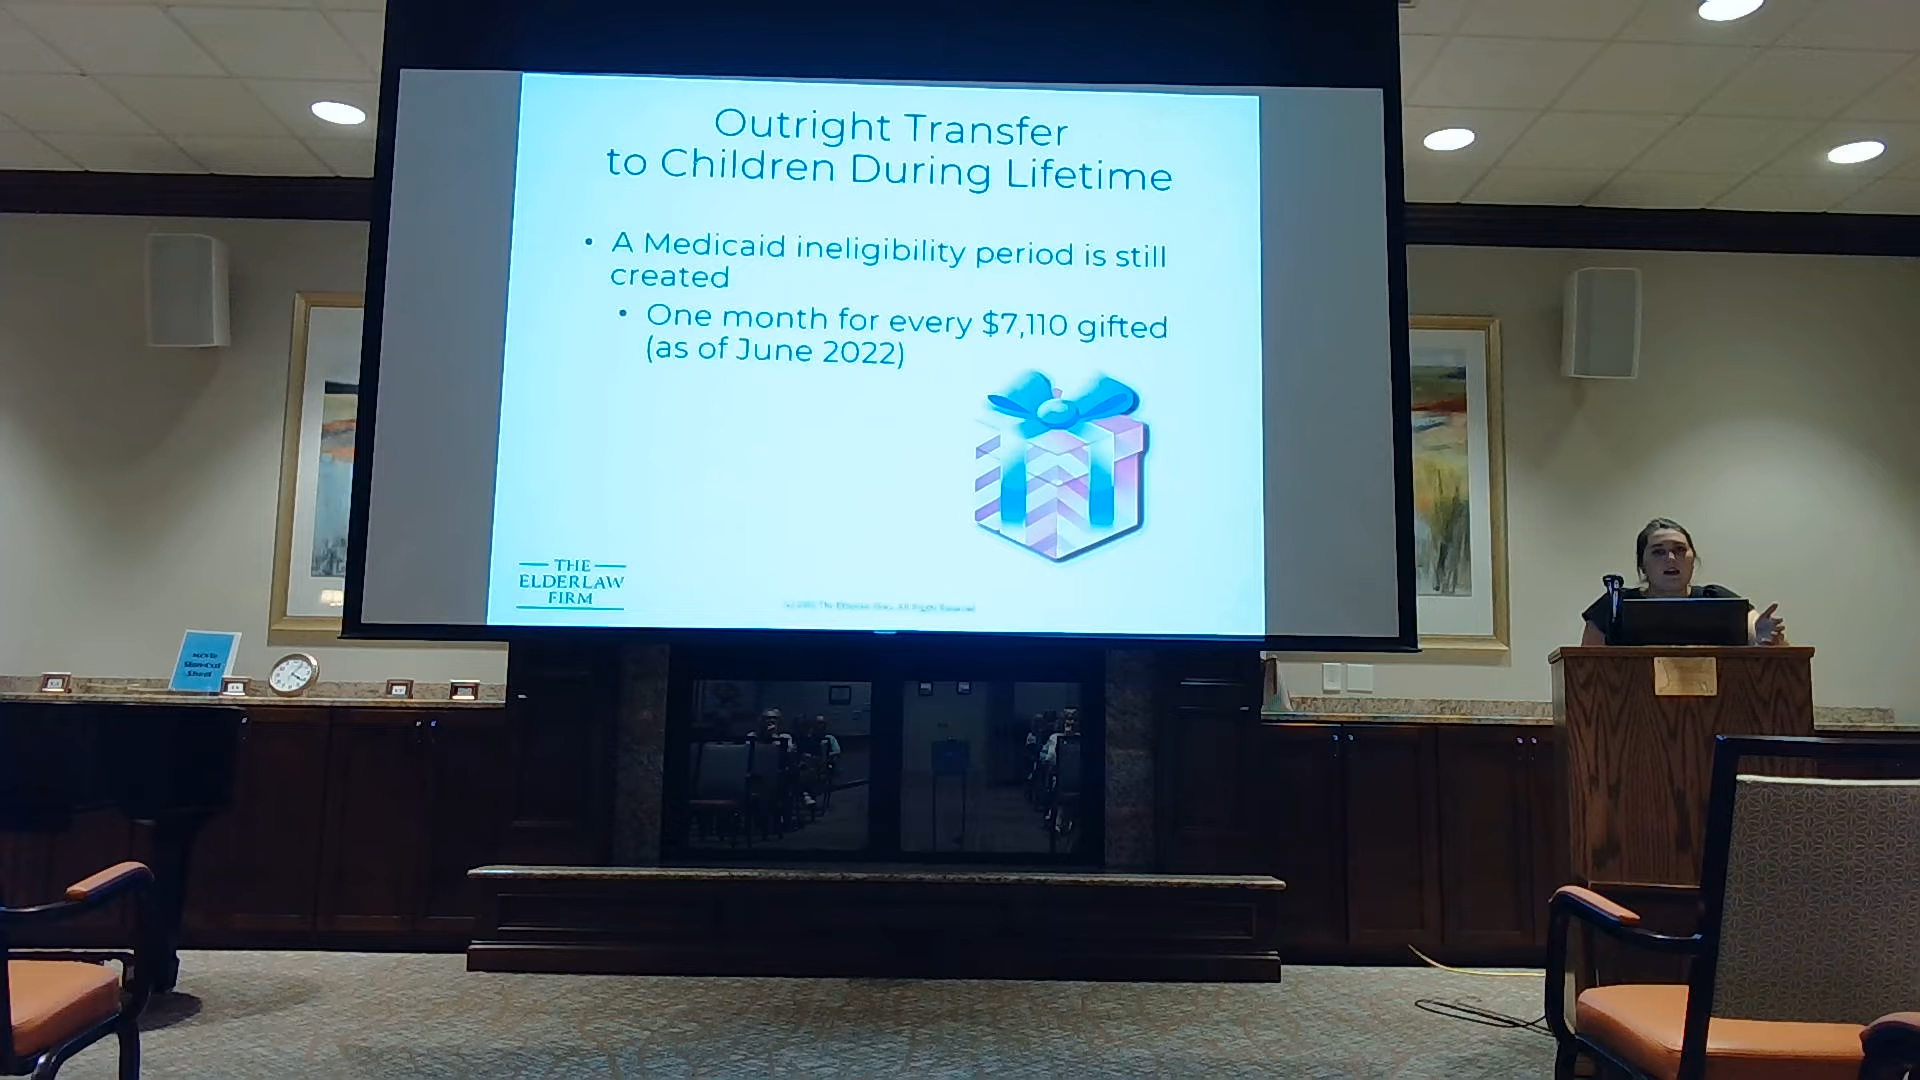 Outright Transfer
to Children During Lifetime
• A Medicaid ineligibility period is still
created
• One month for every $7,110 gifted
(as of June 2022)
THE
ELDERLAW
FIRM